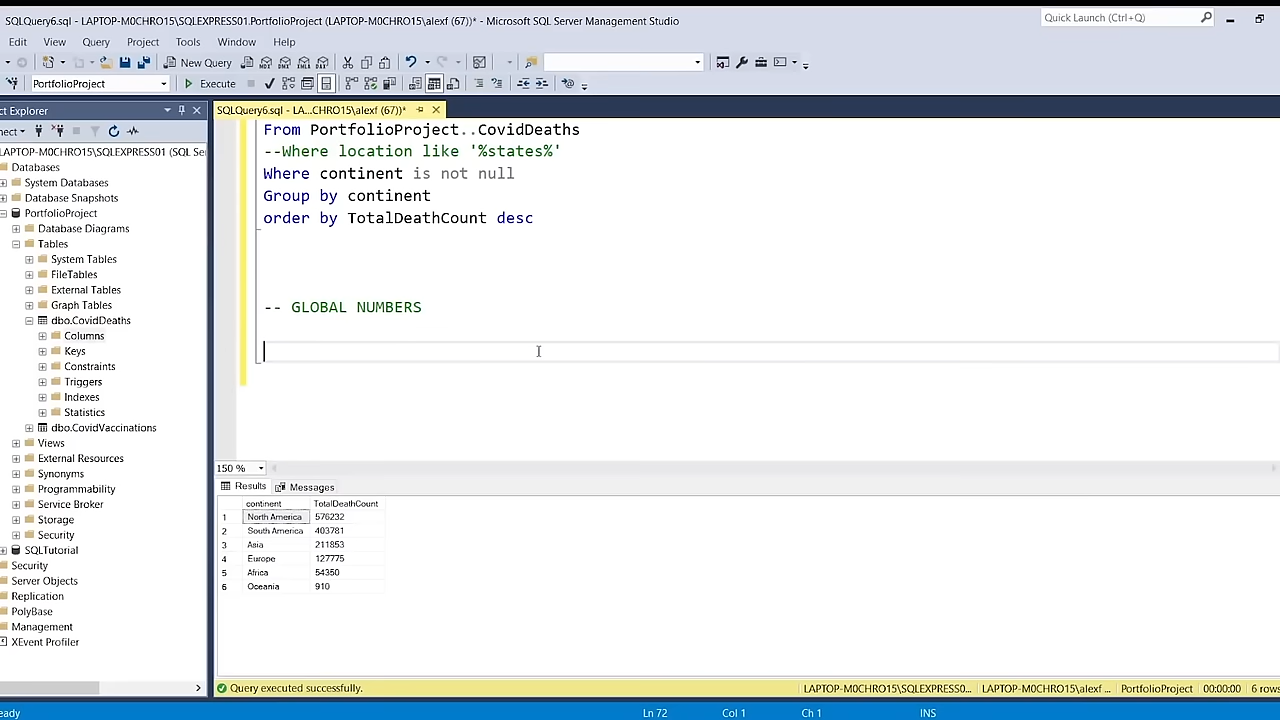 SQLQuery6.sql - LAPTOP-M0CHRO15\SQLEXPRESS01.PortfolioProject (LAPTOP-M0CHRO15\alexf (67))* - Microsoft SQL Server Management Studio
Quick Launch (Ctrl+Q)
Edit View Query Project Tools Window Help
New Query
PortfolioProject
Execute
ct Explorer
SQLQuery6.sql - LA...CHRO15\alexf (67))*
nect
LAPTOP-M0CHRO15\SQLEXPRESS01 (SQL Se
Databases
System Databases
Database Snapshots
PortfolioProject
Database Diagrams
Tables
System Tables
FileTables
External Tables
Graph Tables
dbo.CovidDeaths
Columns
Keys
Constraints
Triggers
Indexes
Statistics
dbo.CovidVaccinations
Views
External Resources
Synonyms
Programmability
Service Broker
Storage
Security
SQLTutorial
Security
Server Objects
Replication
PolyBase
Management
XEvent Profiler
From PortfolioProject..CovidDeaths
--Where location like '%states%'
Where continent is not null
Group by continent
order by TotalDeathCount desc
-- GLOBAL NUMBERS
150 %
Results Messages
continent TotalDeathCount
1 North America 576232
2 South America 403781
3 Asia 211853
4 Europe 127775
5 Africa 54350
6 Oceania 910
Query executed successfully.
LAPTOP-M0CHRO15\SQLEXPRESS0... LAPTOP-M0CHRO15\alexf ... PortfolioProject 00:00:00 6 rows
eady
Ln 72 Col 1 Ch 1 INS